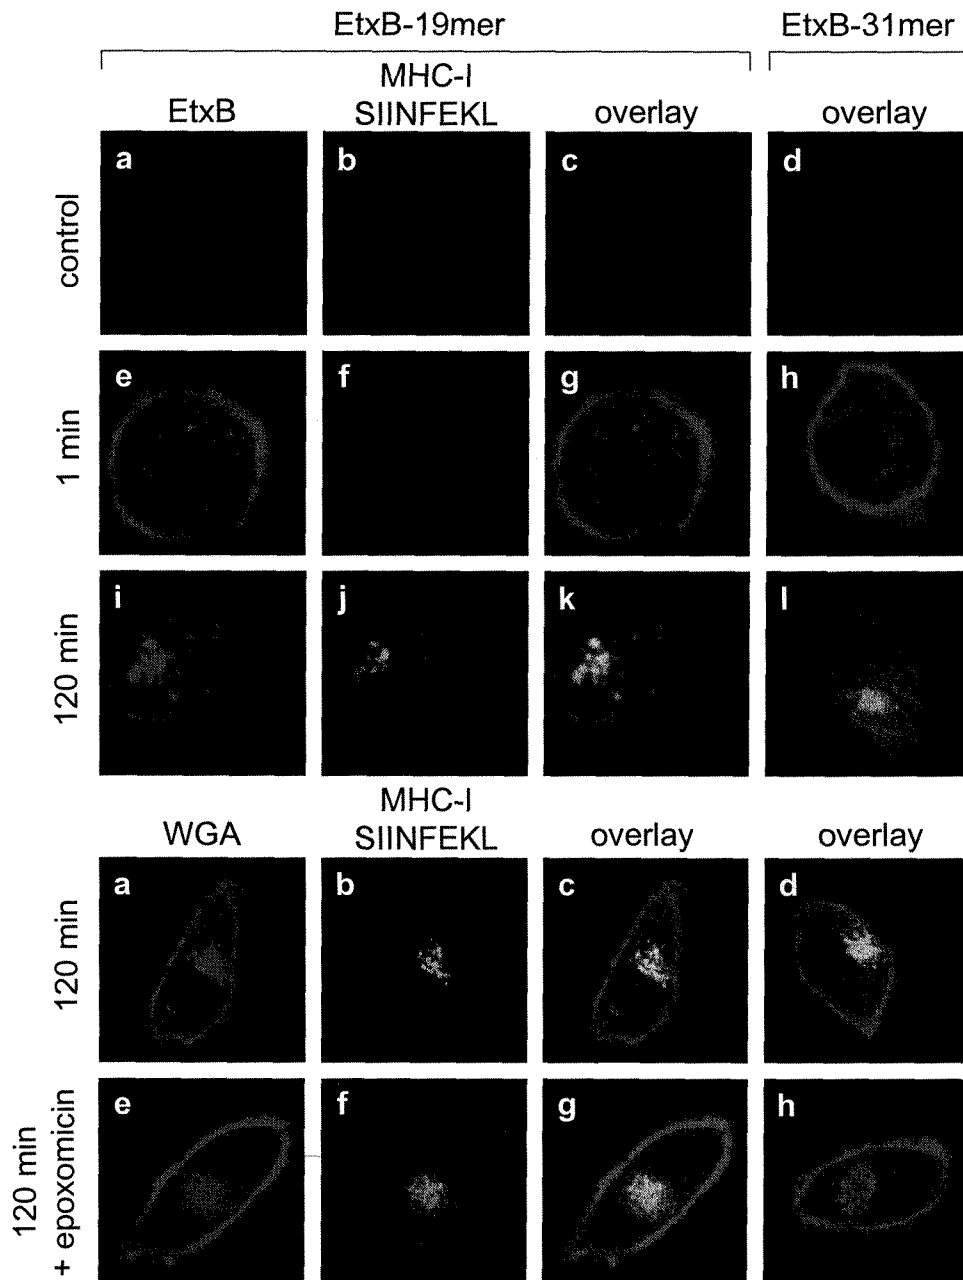 EtxB-19mer EtxB-31mer
MHC-I
EtxB SIINFEKL overlay overlay
control a b c d
1 min e f g h
120 min i j k l
MHC-I
WGA SIINFEKL overlay overlay
120 min a b c d
120 min
+ epoxomicin e f g h